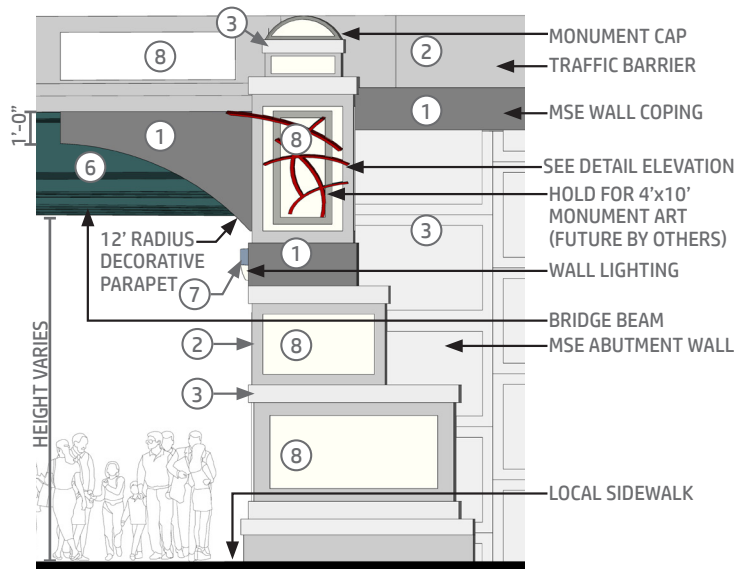 3
MONUMENT CAP
8
2
TRAFFIC BARRIER
1'-0"
1
8
1
MSE WALL COPING
6
SEE DETAIL ELEVATION
HOLD FOR 4'x10'
MONUMENT ART
(FUTURE BY OTHERS)
3
12' RADIUS
DECORATIVE
PARAPET
1
WALL LIGHTING
7
BRIDGE BEAM
2
8
MSE ABUTMENT WALL
3
HEIGHT VARIES
8
LOCAL SIDEWALK